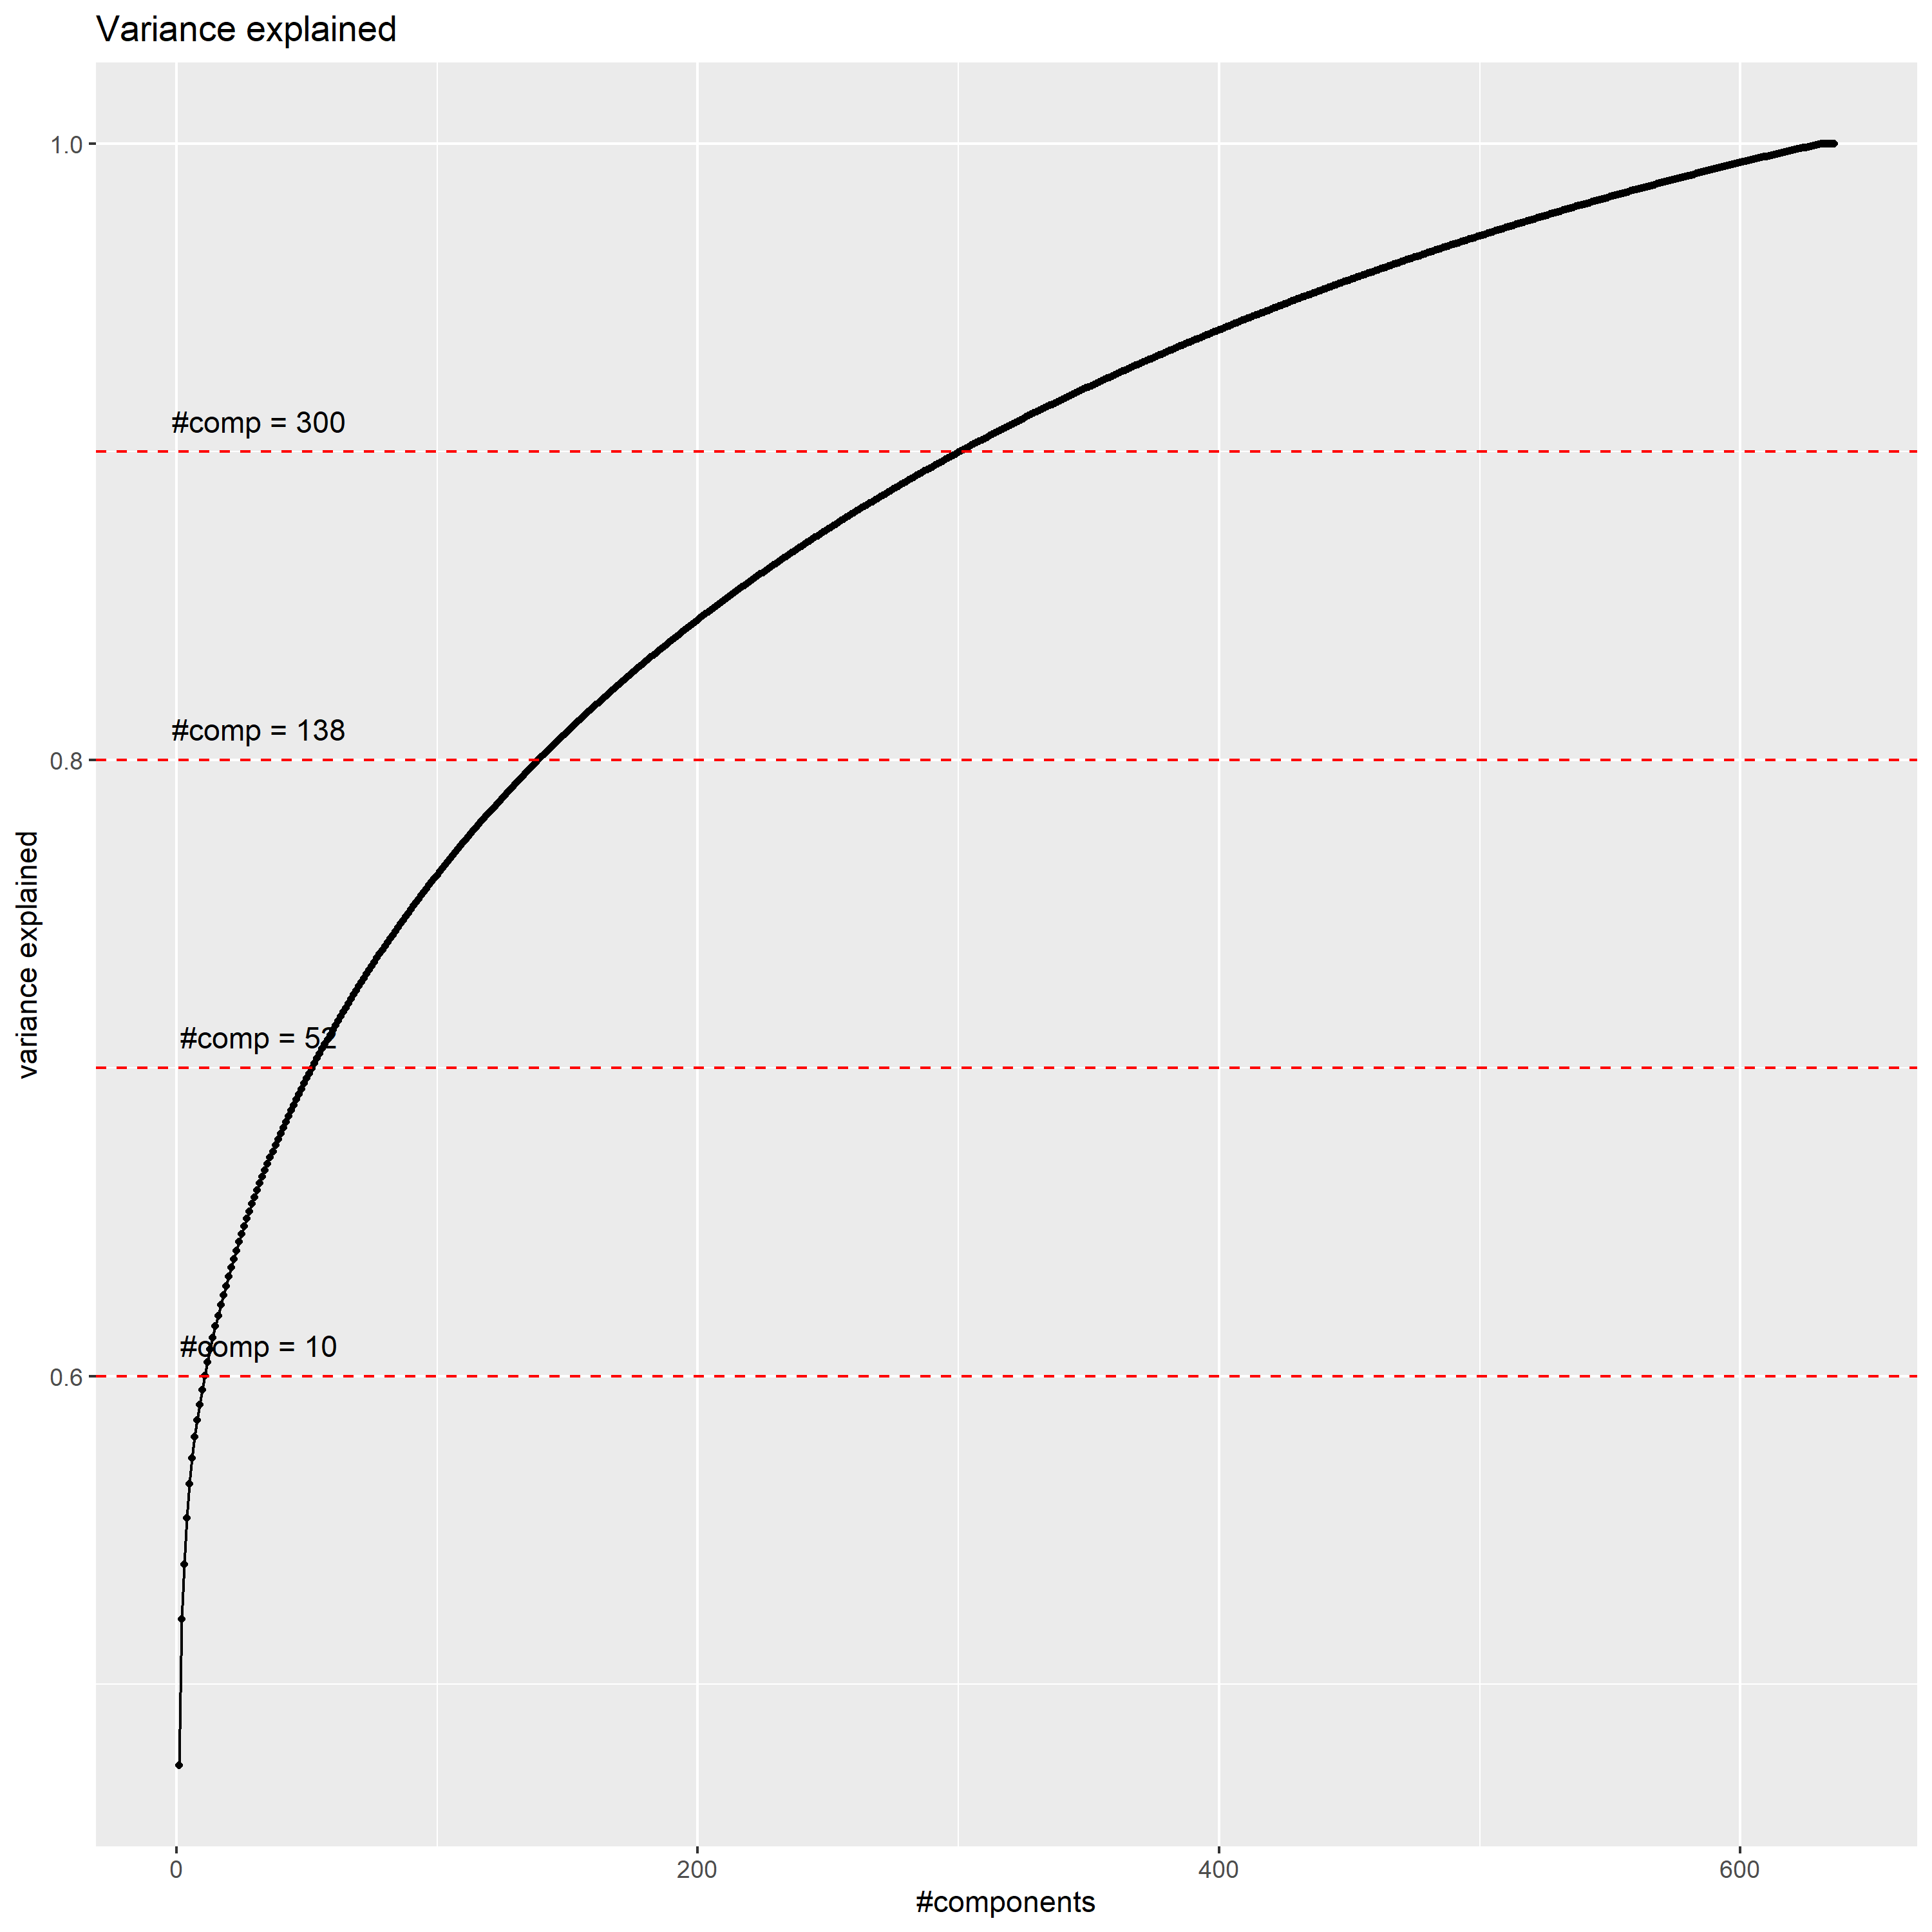 Variance explained
1.0
#comp = 300
#comp = 138
0.8
variance explained
#comp = 52
#comp = 10
0.6
0 200 400 600
#components